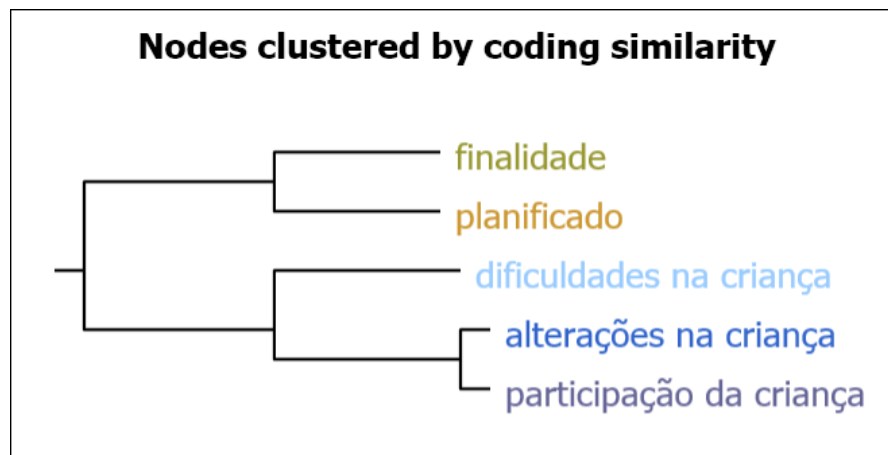 Nodes clustered by coding similarity
finalidade
planificado
dificuldades na criança
alterações na criança
participação da criança